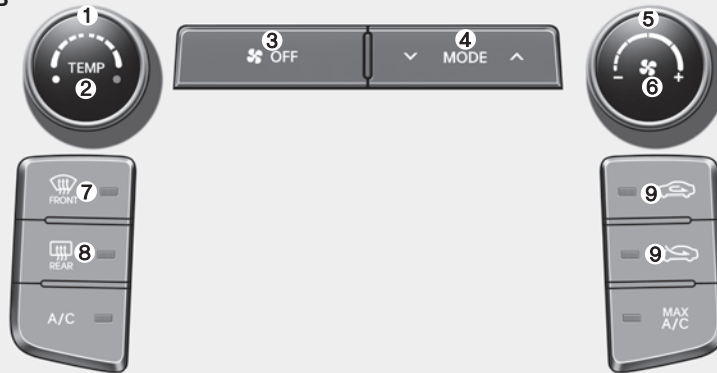 ① ③ ④ ⑤
TEMP OFF MODE
② ⑥
− +
⑦ FRONT ⑨
⑧ REAR ⑨
A/C MAX A/C